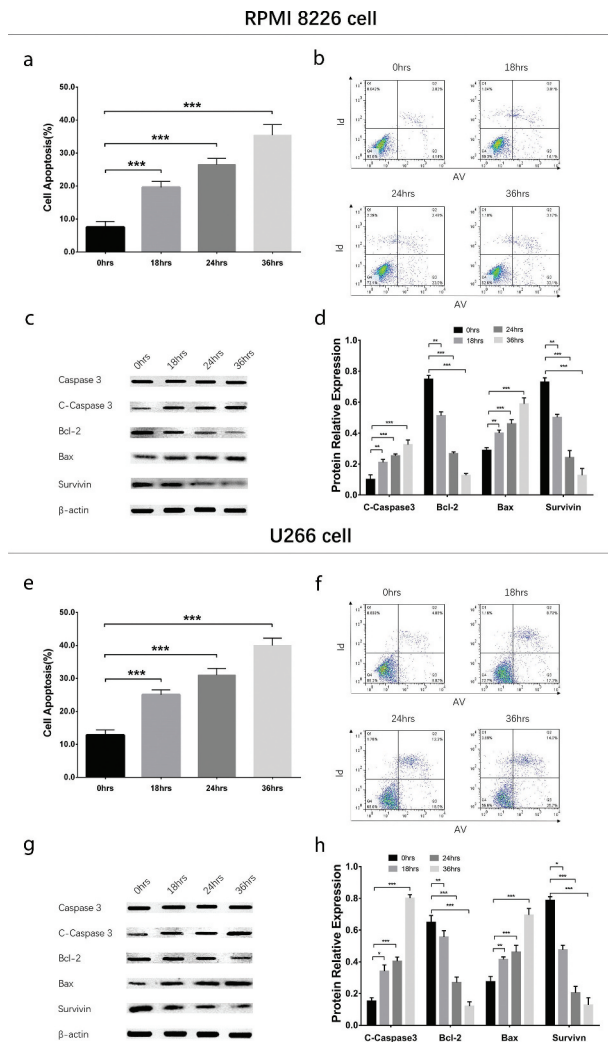 RPMI 8226 cell
a
50.0
40.0
30.0
20.0
10.0
0.0
Cell Apoptosis(%)
***
***
***
0hrs 18hrs 24hrs 36hrs
b
0hrs 18hrs
24hrs 36hrs
PI
AV
PI
AV
c
0hrs 18hrs 24hrs 36hrs
Caspase 3
C-Caspase 3
Bcl-2
Bax
Survivin
β-actin
d
0hrs 24hrs
18hrs 36hrs
Protein Relative Expression
1.0
0.8
0.6
0.4
0.2
0.0
** *** ***
** *** ***
** *** ***
** *** ***
C-Caspase3 Bcl-2 Bax Survivin
U266 cell
e
50.0
40.0
30.0
20.0
10.0
0.0
Cell Apoptosis(%)
***
***
***
0hrs 18hrs 24hrs 36hrs
f
0hrs 18hrs
24hrs 36hrs
PI
AV
PI
AV
g
0hrs 18hrs 24hrs 36hrs
Caspase 3
C-Caspase 3
Bcl-2
Bax
Survivin
β-actin
h
0hrs 24hrs
18hrs 36hrs
Protein Relative Expression
1.0
0.8
0.6
0.4
0.2
0.0
* *** ***
** *** ***
** *** ***
* *** ***
C-Caspase3 Bcl-2 Bax Survivn